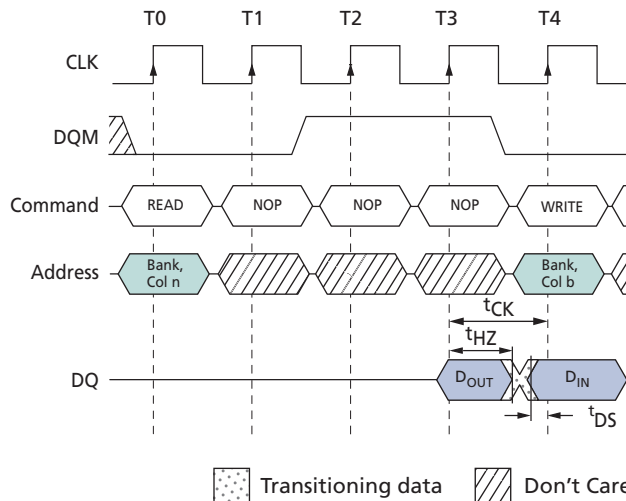 T0 T1 T2 T3 T4
CLK
DQM
Command READ NOP NOP NOP WRITE
Address Bank, Col n Bank, Col b
tCK
tHZ
DQ DOUT DIN
tDS
Transitioning data Don't Care